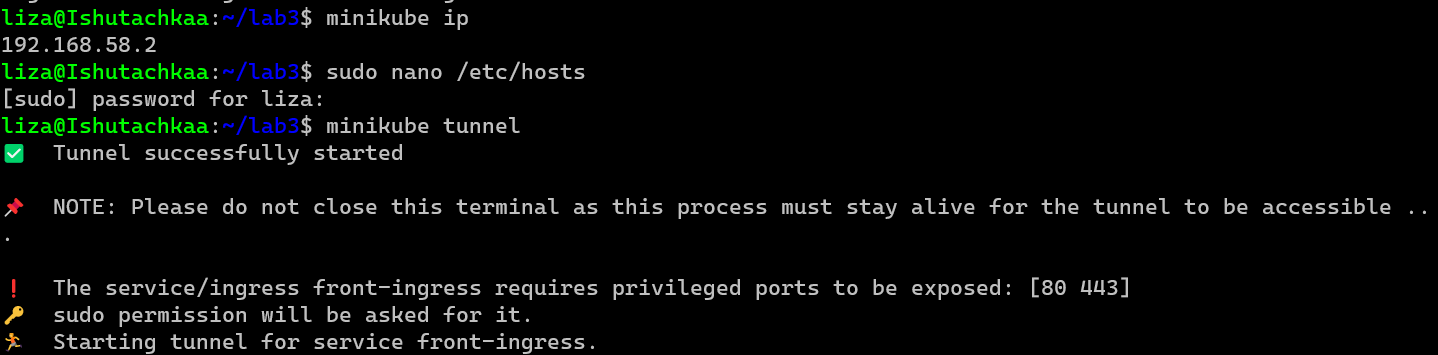 liza@Ishutachkaa:~/lab3$ minikube ip
192.168.58.2
liza@Ishutachkaa:~/lab3$ sudo nano /etc/hosts
[sudo] password for liza:
liza@Ishutachkaa:~/lab3$ minikube tunnel
✅  Tunnel successfully started
📌  NOTE: Please do not close this terminal as this process must stay alive for the tunnel to be accessible ..
.
❗  The service/ingress front-ingress requires privileged ports to be exposed: [80 443]
🔑  sudo permission will be asked for it.
🏃  Starting tunnel for service front-ingress.